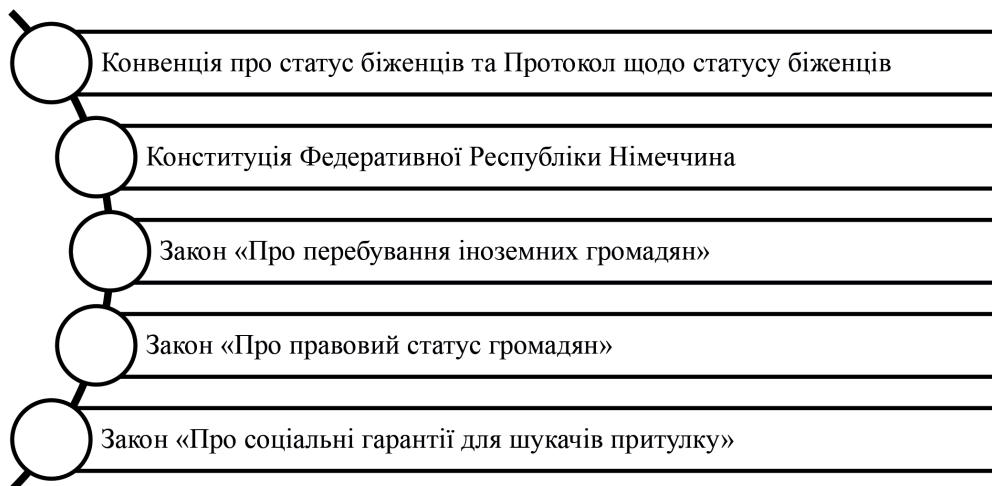 Конвенція про статус біженців та Протокол щодо статусу біженців
Конституція Федеративної Республіки Німеччина
Закон «Про перебування іноземних громадян»
Закон «Про правовий статус громадян»
Закон «Про соціальні гарантії для шукачів притулку»